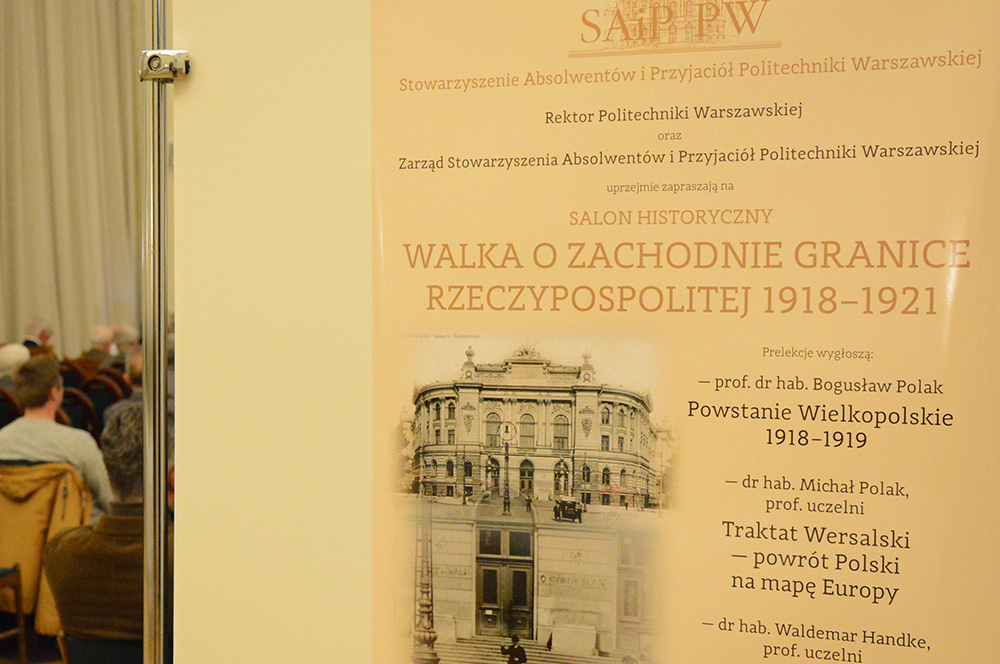 SAiP PW
Stowarzyszenie Absolwentów i Przyjaciół Politechniki Warszawskiej
Rektor Politechniki Warszawskiej
oraz
Zarząd Stowarzyszenia Absolwentów i Przyjaciół Politechniki Warszawskiej
uprzejmie zapraszają na
SALON HISTORYCZNY
WALKA O ZACHODNIE GRANICE
RZECZYPOSPOLITEJ 1918–1921
Prelekcje wygłoszą:
– prof. dr hab. Bogusław Polak
Powstanie Wielkopolskie
1918–1919
– dr hab. Michał Polak,
prof. uczelni
Traktat Wersalski
– powrót Polski
na mapę Europy
– dr hab. Waldemar Handke,
prof. uczelni